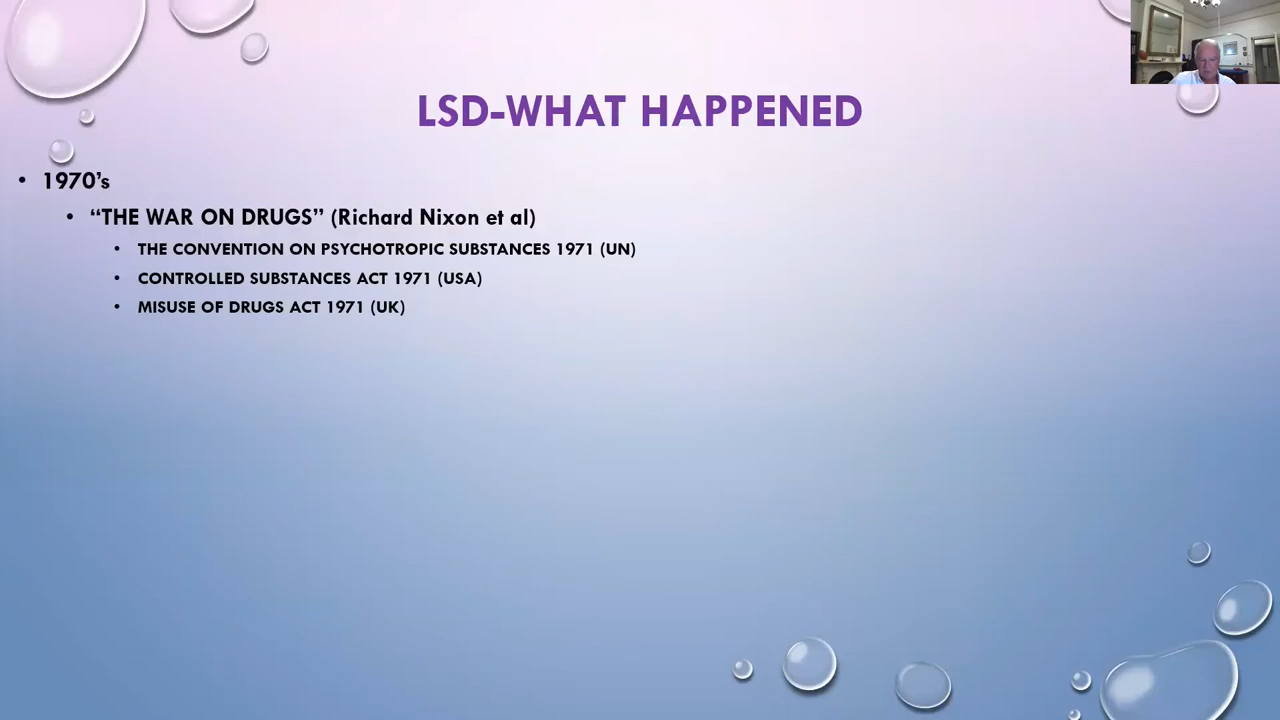 LSD-WHAT HAPPENED
• 1970’s
• “THE WAR ON DRUGS” (Richard Nixon et al)
• THE CONVENTION ON PSYCHOTROPIC SUBSTANCES 1971 (UN)
• CONTROLLED SUBSTANCES ACT 1971 (USA)
• MISUSE OF DRUGS ACT 1971 (UK)